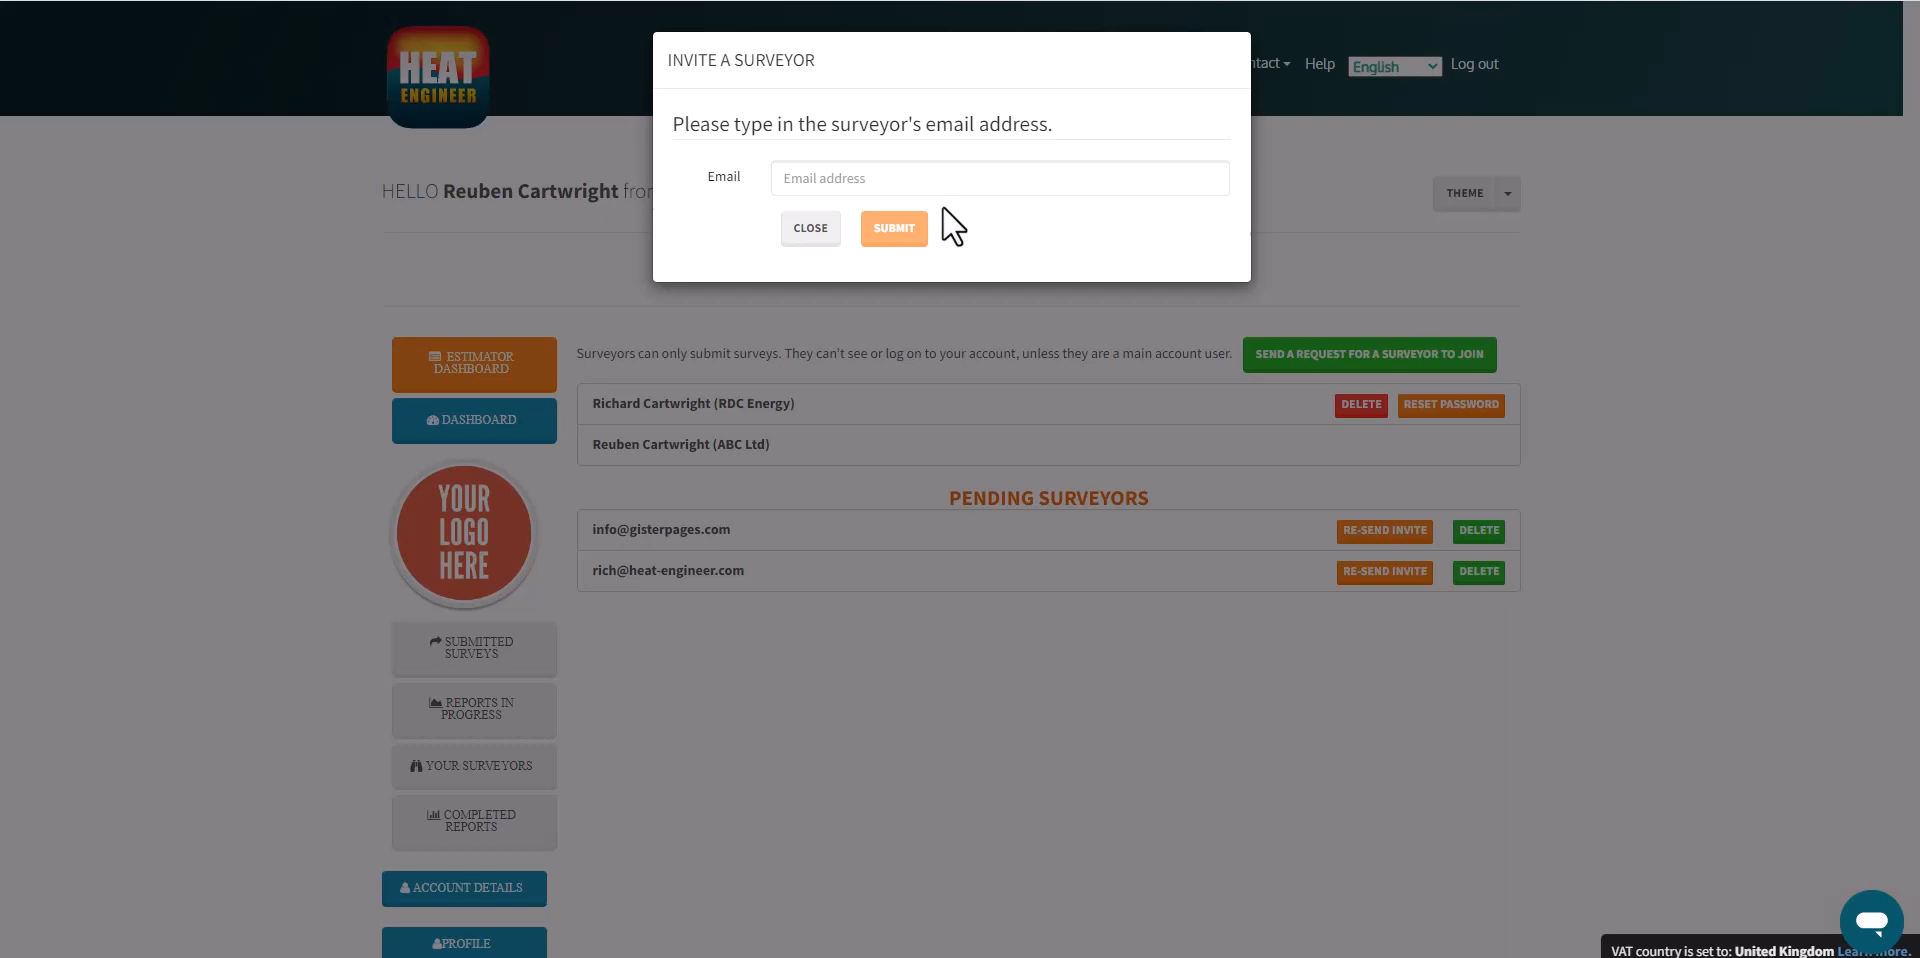 HEAT
ENGINEER
INVITE A SURVEYOR
ntact
Help
English
Log out
Please type in the surveyor's email address.
Email
Email address
CLOSE
SUBMIT
HELLO Reuben Cartwright from
THEME
ESTIMATOR
DASHBOARD
DASHBOARD
Surveyors can only submit surveys. They can't see or log on to your account, unless they are a main account user.
SEND A REQUEST FOR A SURVEYOR TO JOIN
Richard Cartwright (RDC Energy)
DELETE
RESET PASSWORD
Reuben Cartwright (ABC Ltd)
YOUR
LOGO
HERE
PENDING SURVEYORS
info@gisterpages.com
RE-SEND INVITE
DELETE
rich@heat-engineer.com
RE-SEND INVITE
DELETE
SUBMITTED
SURVEYS
REPORTS IN
PROGRESS
YOUR SURVEYORS
COMPLETED
REPORTS
ACCOUNT DETAILS
PROFILE
VAT country is set to: United Kingdom Learn more.